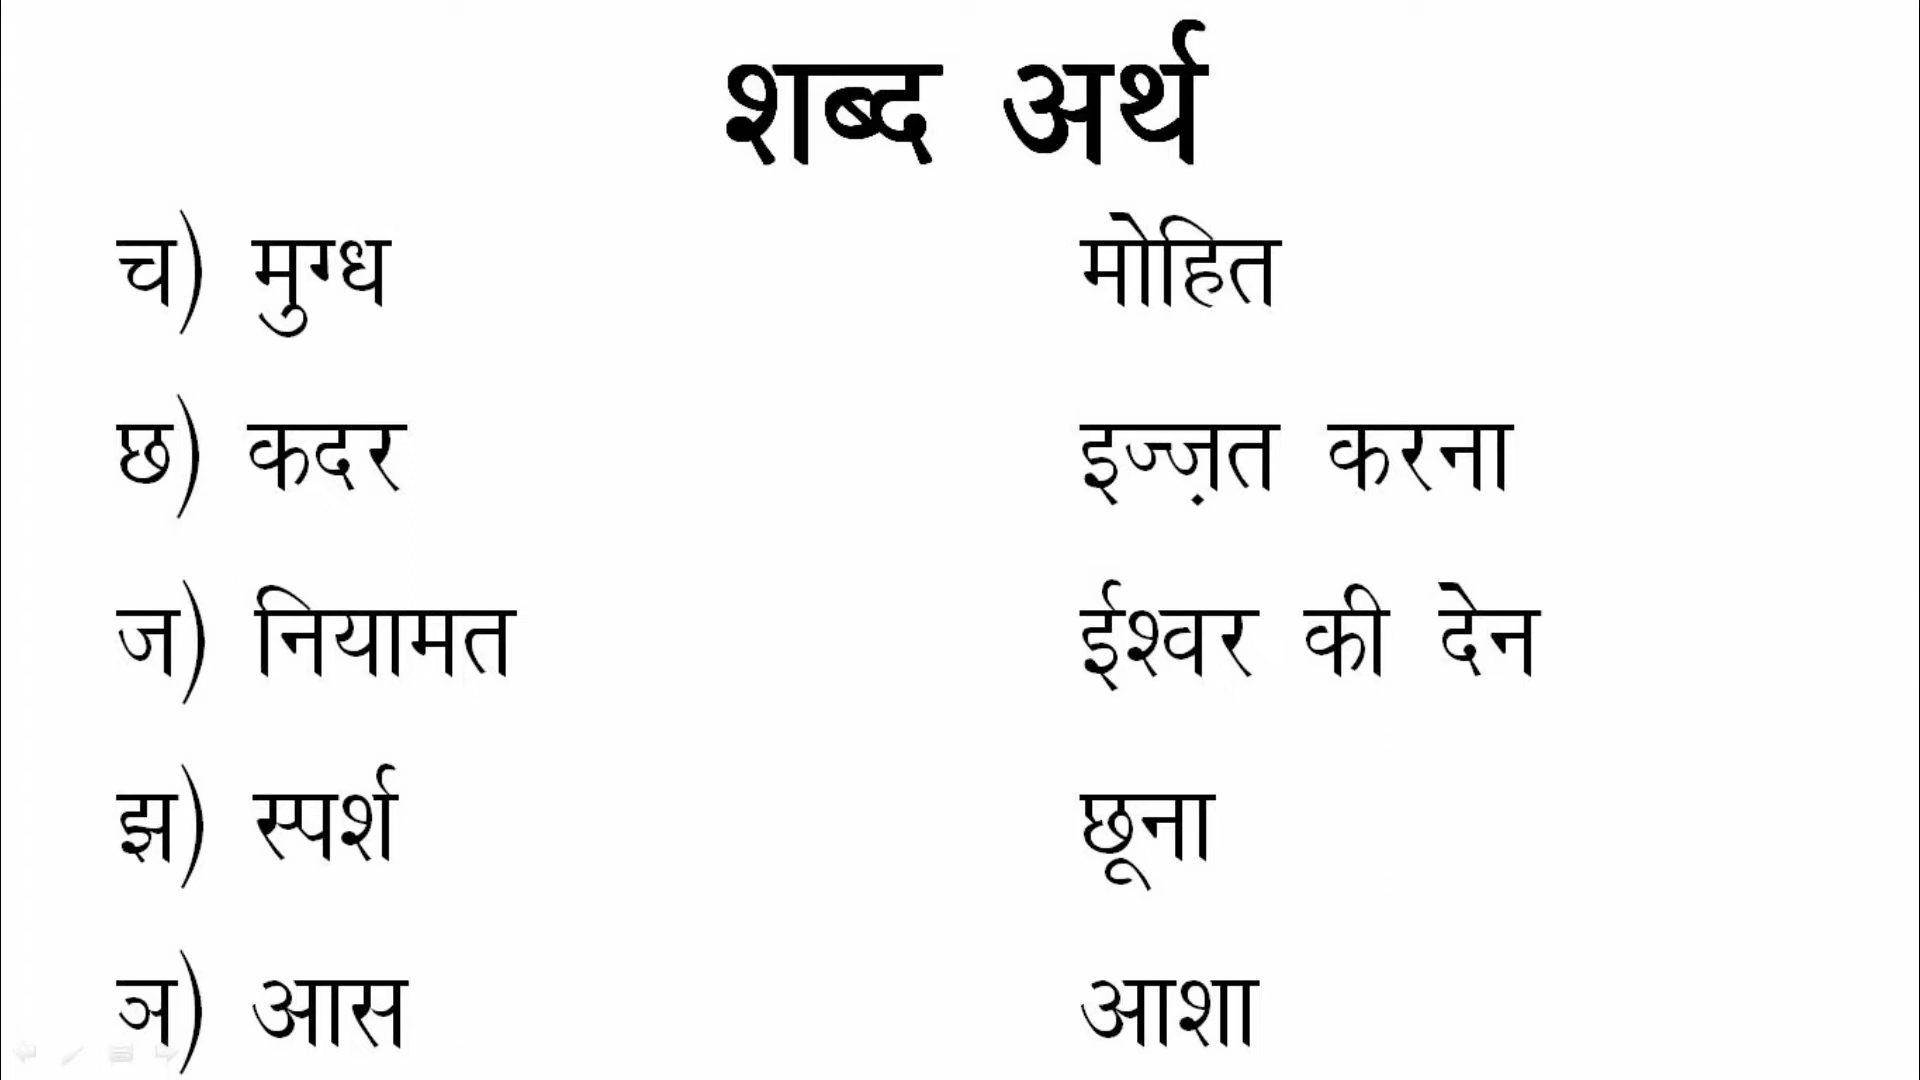 शब्द अर्थ
च) मुग्ध मोहित
छ) कदर इज्ज़त करना
ज) नियामत ईश्वर की देन
झ) स्पर्श छूना
ञ) आस आशा